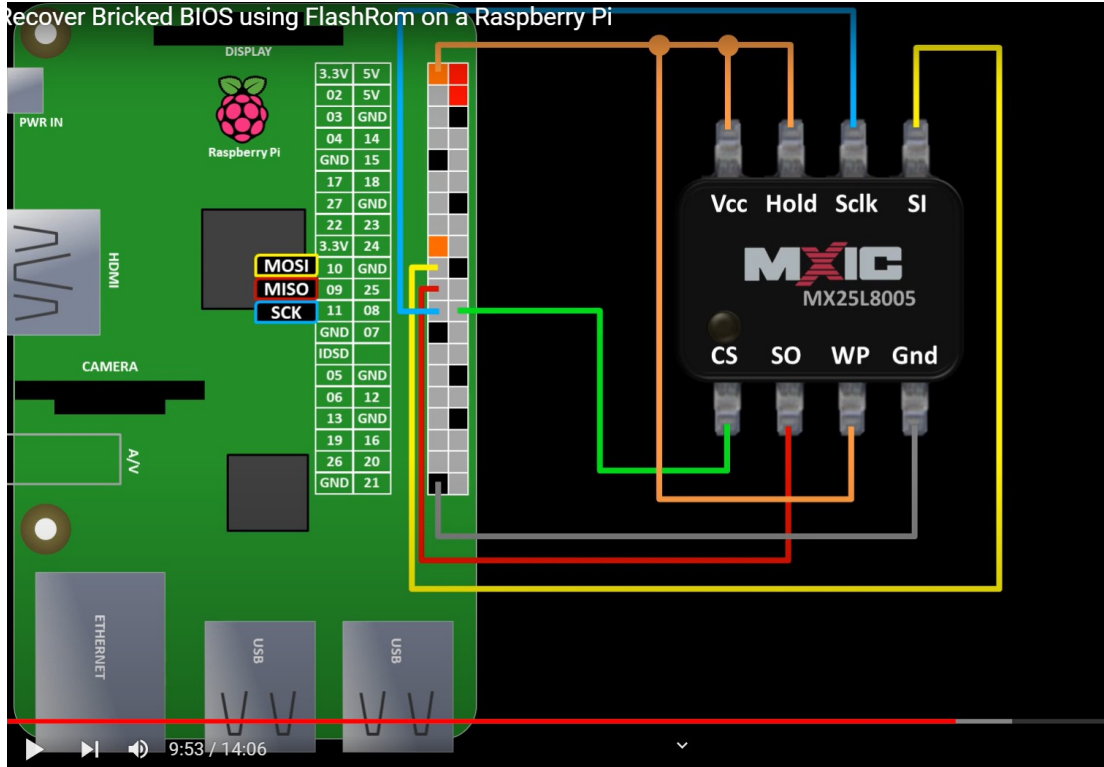 Recover Bricked BIOS using FlashRom on a Raspberry Pi
DISPLAY
PWR IN
Raspberry Pi
3.3V 5V
02 5V
03 GND
04 14
GND 15
17 18
27 GND
22 23
3.3V 24
MOSI 10 GND
MISO 09 25
SCK 11 08
GND 07
IDSD
05 GND
06 12
13 GND
19 16
26 20
GND 21
HDMI
CAMERA
A/V
ETHERNET
USB
USB
Vcc Hold Sclk SI
MXIC
MX25L8005
CS SO WP Gnd
9:53 / 14:06